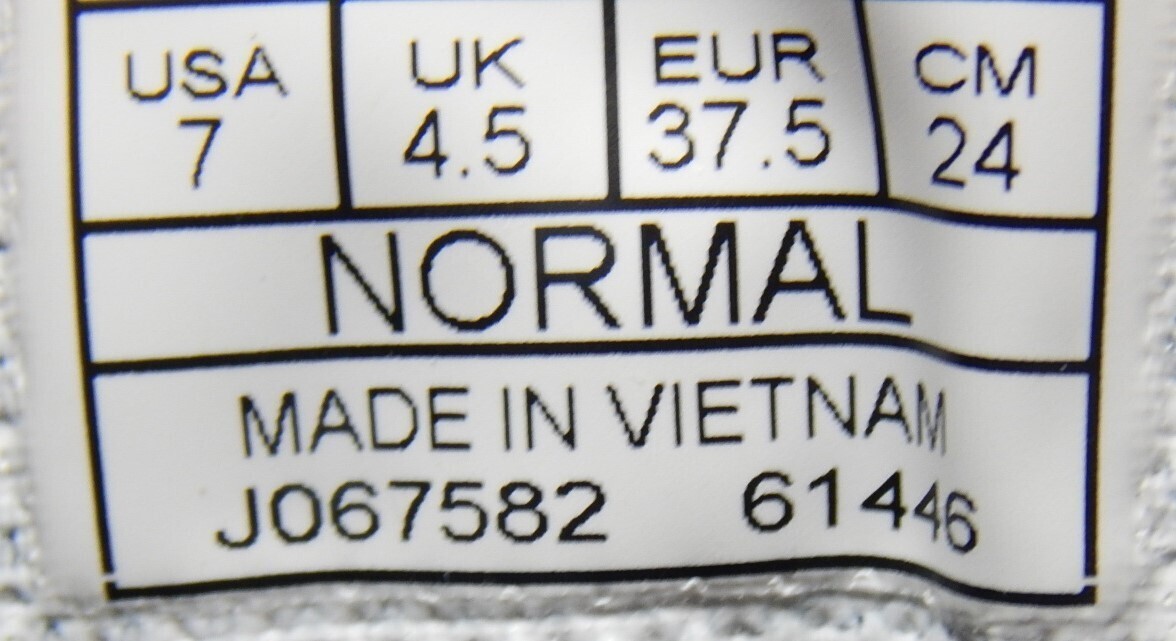 USA UK EUR CM
7 4.5 37.5 24
NORMAL
MADE IN VIETNAM
J067582 61446